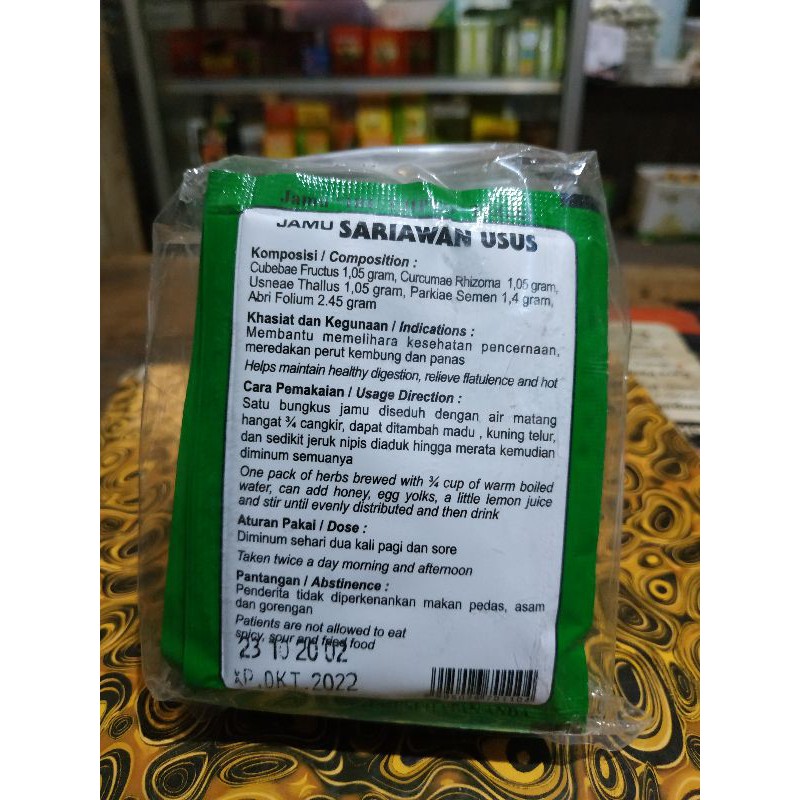 JAMU SARIAWAN USUS
Komposisi / Composition :
Cubebae Fructus 1,05 gram, Curcumae Rhizoma 1,05 gram,
Usneae Thallus 1,05 gram, Parkiae Semen 1,4 gram,
Abri Folium 2.45 gram
Khasiat dan Kegunaan / Indications :
Membantu memelihara kesehatan pencernaan,
meredakan perut kembung dan panas
Helps maintain healthy digestion, relieve flatulence and hot
Cara Pemakaian / Usage Direction :
Satu bungkus jamu diseduh dengan air matang
hangat ¾ cangkir, dapat ditambah madu , kuning telur,
dan sedikit jeruk nipis diaduk hingga merata kemudian
diminum semuanya
One pack of herbs brewed with ¾ cup of warm boiled
water, can add honey, egg yolks, a little lemon juice
and stir until evenly distributed and then drink
Aturan Pakai / Dose :
Diminum sehari dua kali pagi dan sore
Taken twice a day morning and afternoon
Pantangan / Abstinence :
Penderita tidak diperkenankan makan pedas, asam
dan gorengan
Patients are not allowed to eat
spicy, sour and fried food
23 10 20 02
XP.OKT.2022